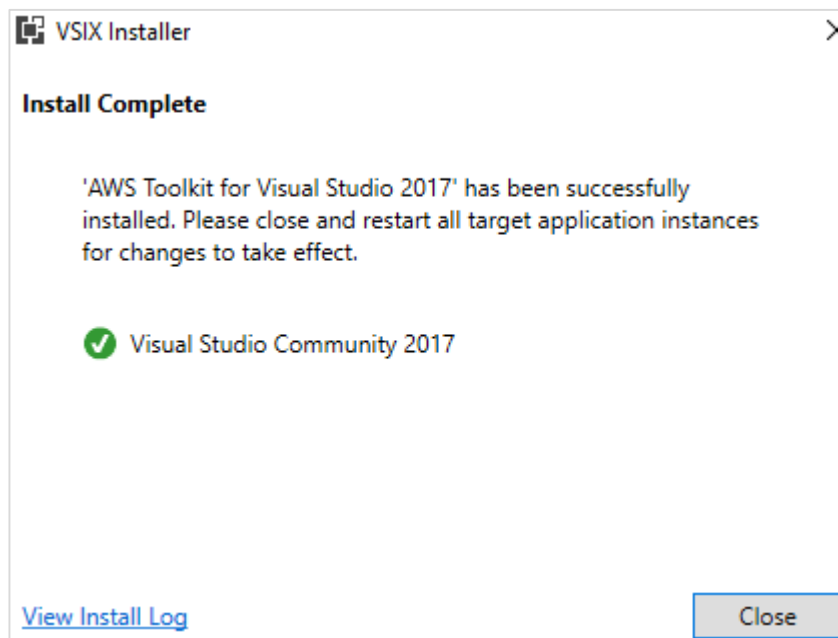 VSIX Installer
Install Complete
'AWS Toolkit for Visual Studio 2017' has been successfully
installed. Please close and restart all target application instances
for changes to take effect.
Visual Studio Community 2017
View Install Log
Close